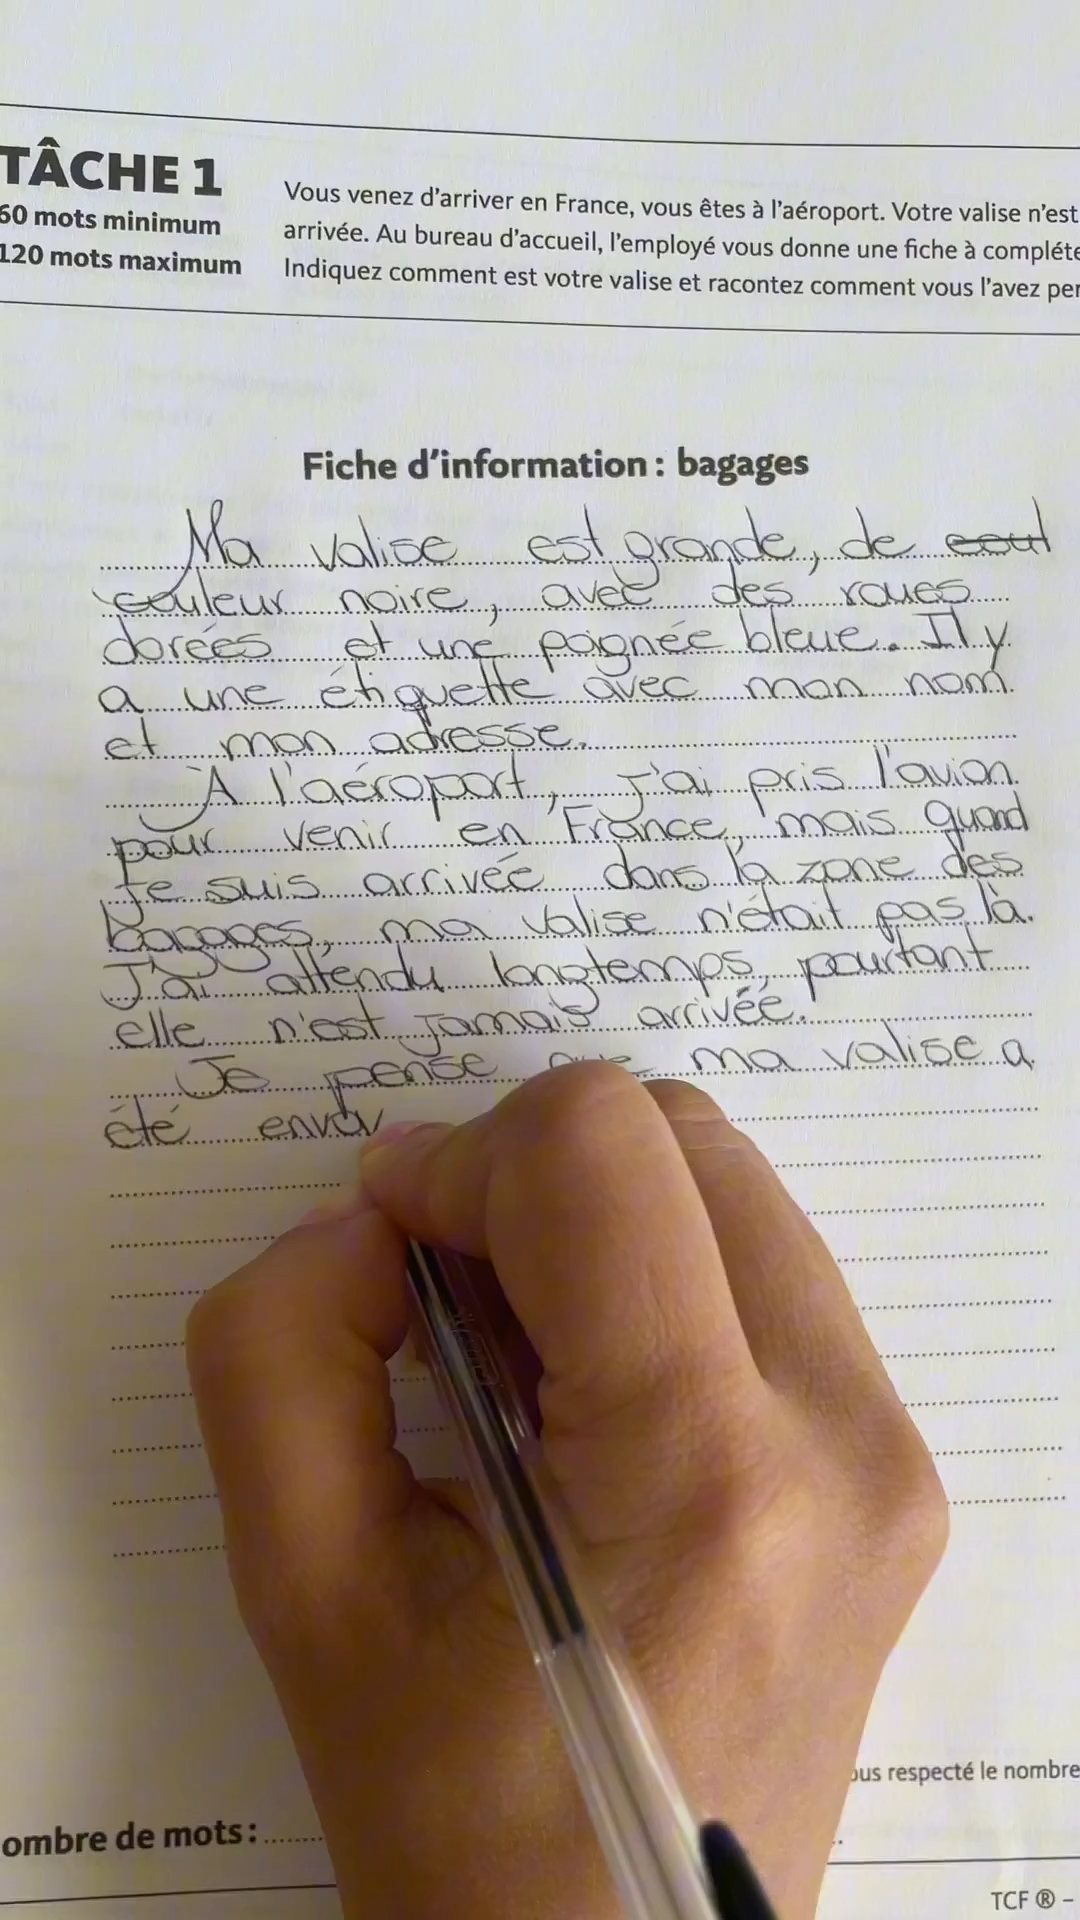 TÂCHE 1
60 mots minimum
120 mots maximum
Vous venez d'arriver en France, vous êtes à l'aéroport. Votre valise n'est
arrivée. Au bureau d'accueil, l'employé vous donne une fiche à compléte
Indiquez comment est votre valise et racontez comment vous l'avez per
Fiche d'information : bagages
Ma valise est grande, de coul
couleur noire, avec des roues
dorées et une poignée bleue. Il y
a une étiquette avec mon nom
et mon adresse.
À l'aéroport, j'ai pris l'avion
pour venir en France, mais quand
je suis arrivée dans la zone des
bagages, ma valise n'était pas là.
J'ai attendu longtemps, pourtant
elle n'est jamais arrivée.
Je pense que ma valise a
été envoy
ous respecté le nombre
ombre de mots :
TCF ® –